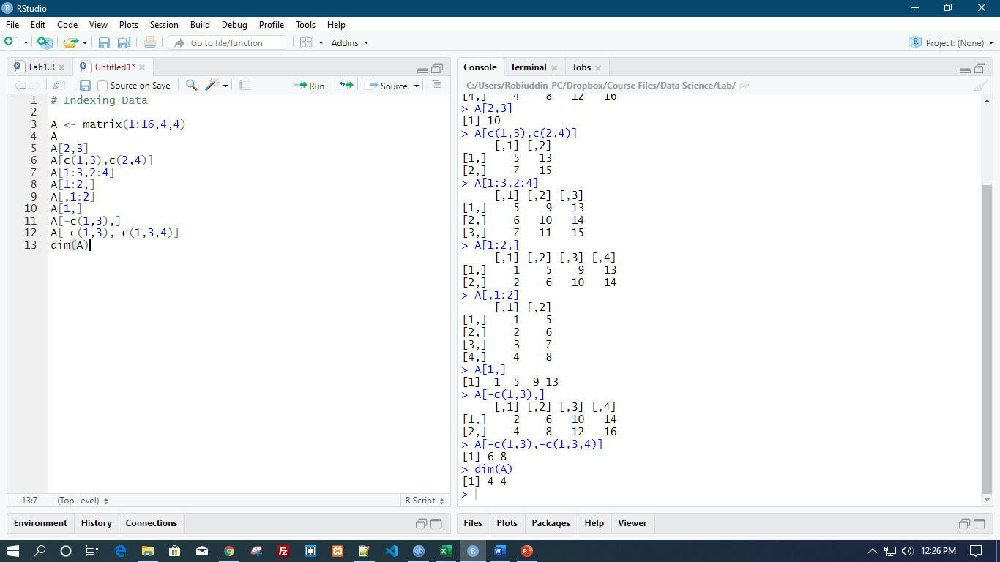 RStudio
File Edit Code View Plots Session Build Debug Profile Tools Help
Go to file/function Addins Project: (None)
Lab1.R Untitled1*
Source on Save Run Source
1 # Indexing Data
2
3 A <- matrix(1:16,4,4)
4 A
5 A[2,3]
6 A[c(1,3),c(2,4)]
7 A[1:3,2:4]
8 A[1:2,]
9 A[,1:2]
10 A[1,]
11 A[-c(1,3),]
12 A[-c(1,3),-c(1,3,4)]
13 dim(A)
13:7 (Top Level) R Script
Environment History Connections
Console Terminal Jobs
C:/Users/Robiuddin-PC/Dropbox/Course Files/Data Science/Lab/
[4,] 4 8 12 16
> A[2,3]
[1] 10
> A[c(1,3),c(2,4)]
[,1] [,2]
[1,] 5 13
[2,] 7 15
> A[1:3,2:4]
[,1] [,2] [,3]
[1,] 5 9 13
[2,] 6 10 14
[3,] 7 11 15
> A[1:2,]
[,1] [,2] [,3] [,4]
[1,] 1 5 9 13
[2,] 2 6 10 14
> A[,1:2]
[,1] [,2]
[1,] 1 5
[2,] 2 6
[3,] 3 7
[4,] 4 8
> A[1,]
[1] 1 5 9 13
> A[-c(1,3),]
[,1] [,2] [,3] [,4]
[1,] 2 6 10 14
[2,] 4 8 12 16
> A[-c(1,3),-c(1,3,4)]
[1] 6 8
> dim(A)
[1] 4 4
>
Files Plots Packages Help Viewer
12:26 PM